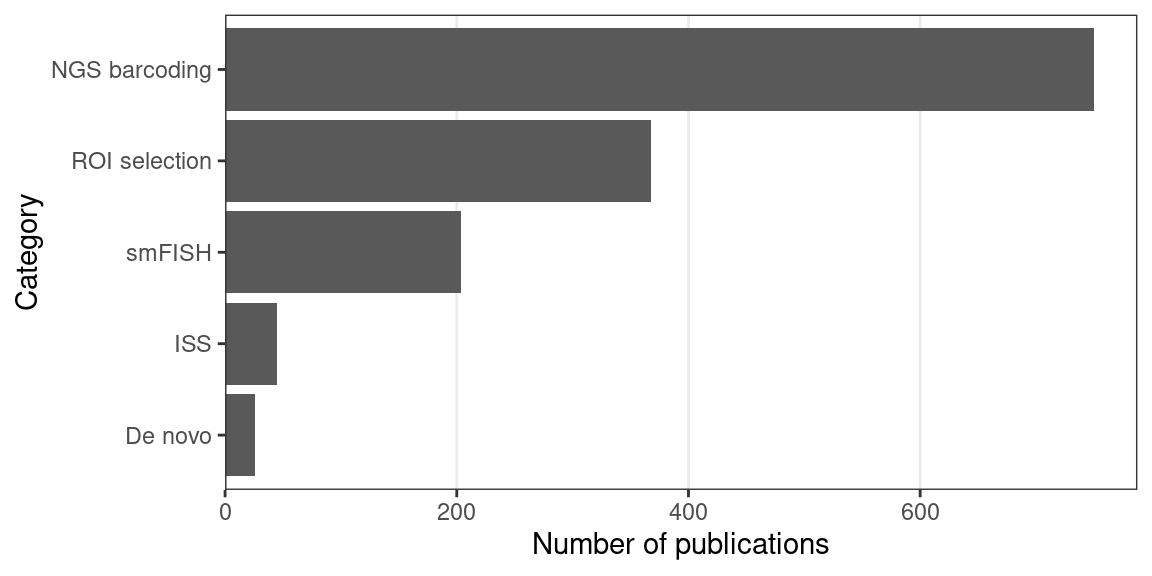 NGS barcoding
ROI selection
smFISH
ISS
De novo
Category
0 200 400 600
Number of publications